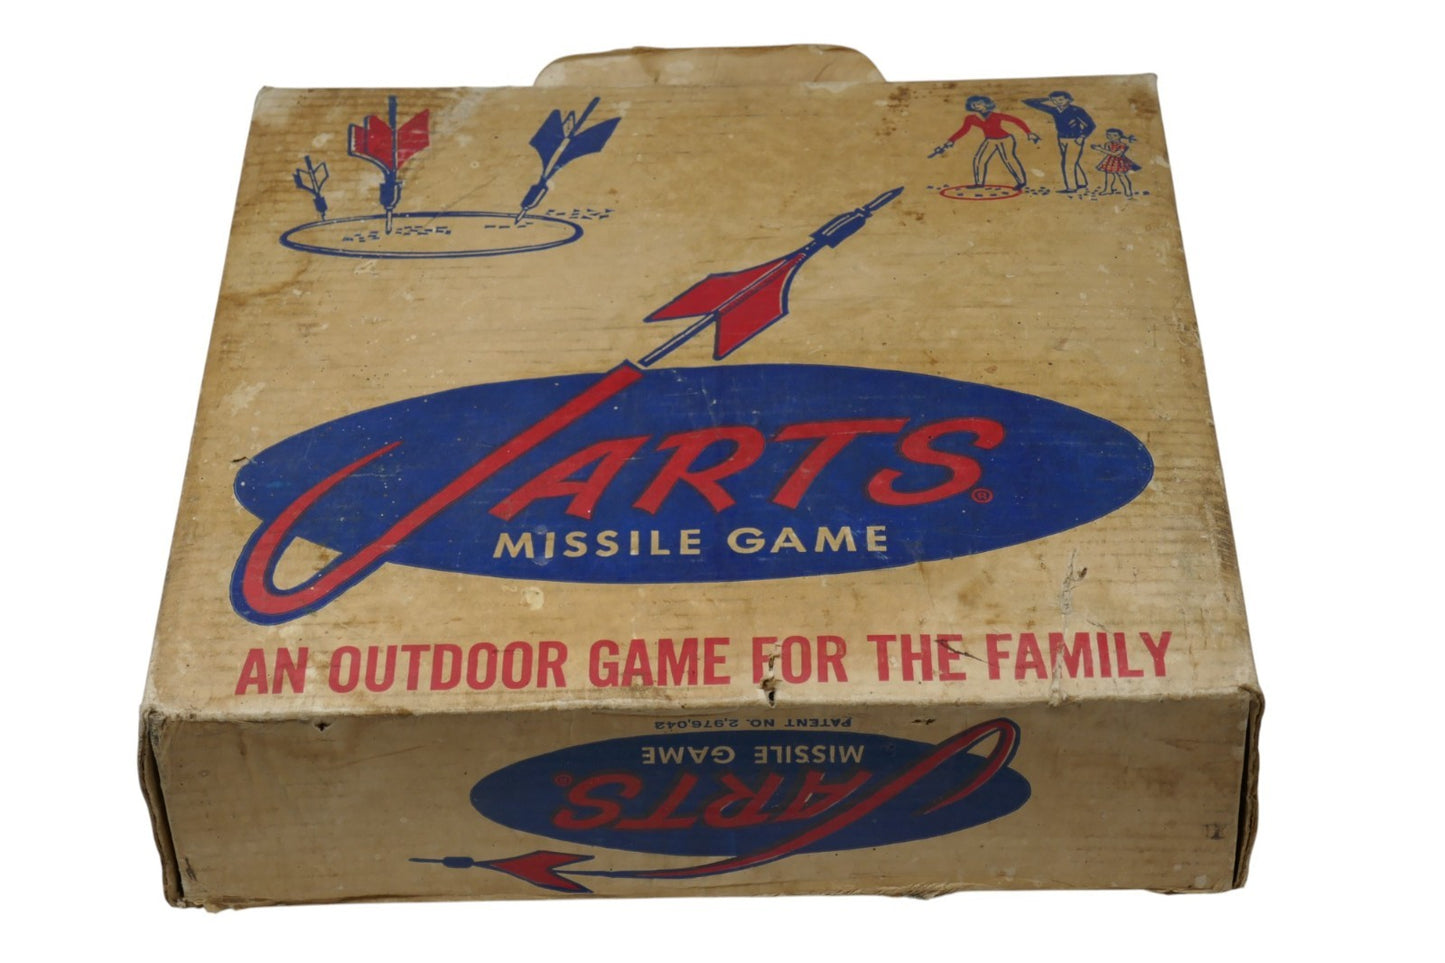 JARTS®
MISSILE GAME
AN OUTDOOR GAME FOR THE FAMILY
JARTS®
MISSILE GAME
PATENT NO. 2,976,042